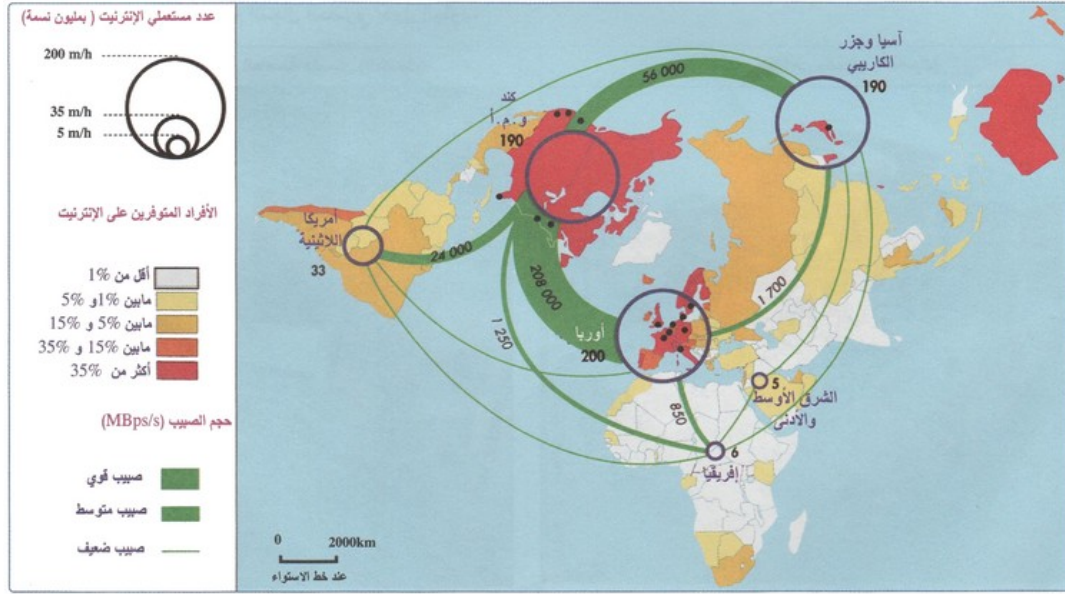 عدد مستعملي الإنترنيت ( بمليون نسمة)
200 m/h
35 m/h
5 m/h
الأفراد المتوفرين على الإنترنيت
أقل من 1%
مابين 1% و 5%
مابين 5% و 15%
مابين 15% و 35%
أكثر من 35%
حجم الصبيب (MBps/s)
صبيب قوي
صبيب متوسط
صبيب ضعيف
آسيا وجزر
الكاريبي
190
56 000
كند
و.م.أ
190
أمريكا
اللاثينية
33
24 000
208 000
1 250
1 700
أوربا
200
850
5
الشرق الأوسط
والأدنى
6
إفريقيا
0 2000km
عند خط الاستواء